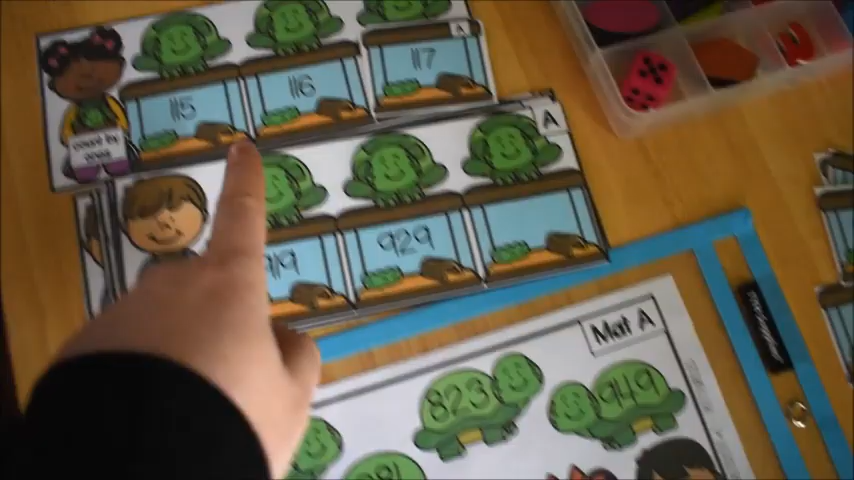 115
116
117
A
count by
ones
A
919
929
Mat A
823
949